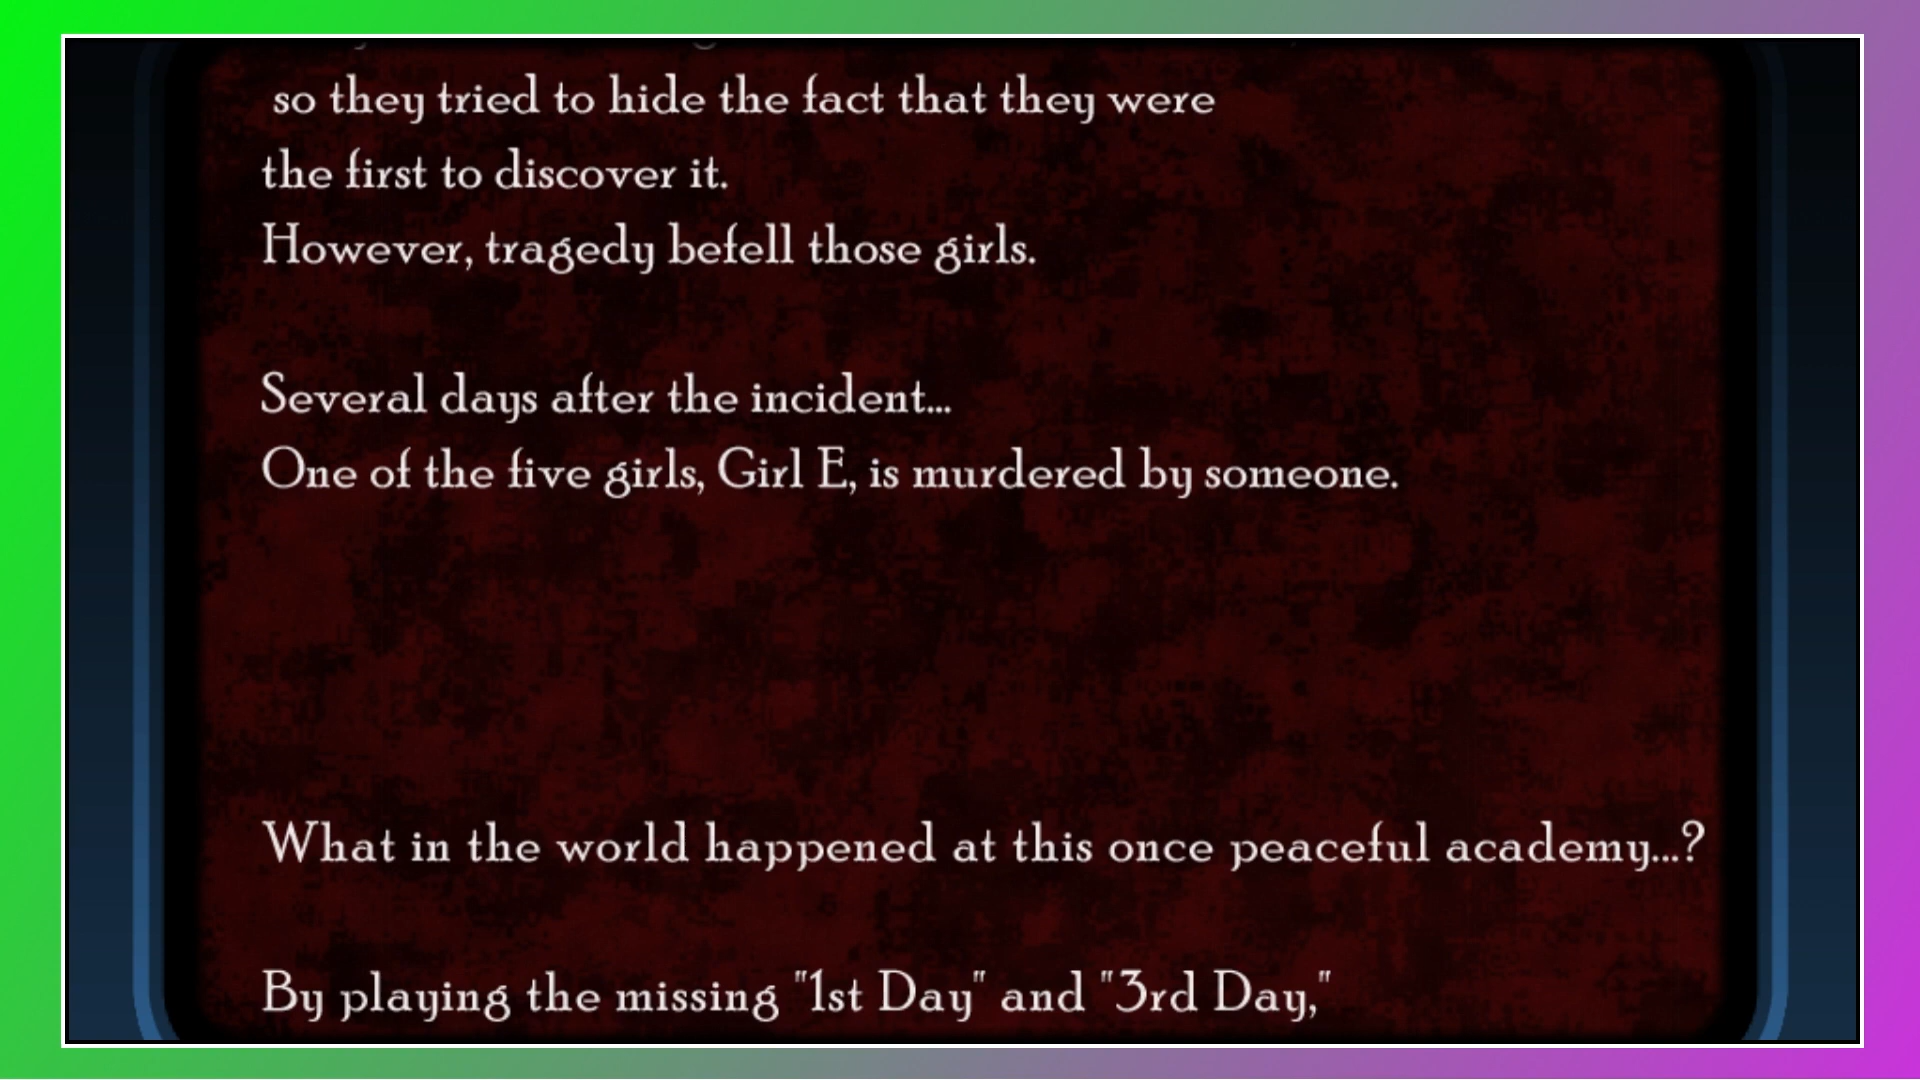 so they tried to hide the fact that they were
the first to discover it.
However, tragedy befell those girls.
Several days after the incident...
One of the five girls, Girl E, is murdered by someone.
What in the world happened at this once peaceful academy...?
By playing the missing "1st Day" and "3rd Day,"